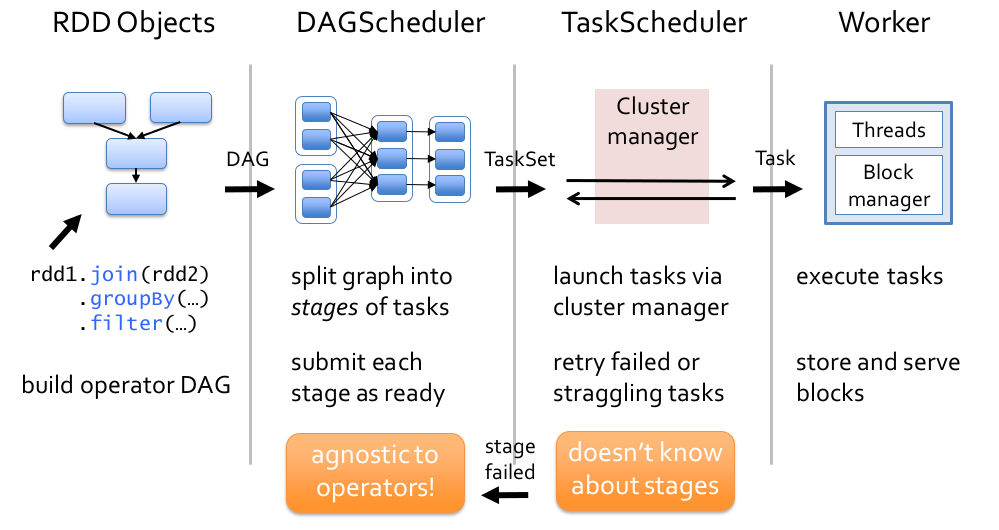 RDD Objects
DAGScheduler
TaskScheduler
Worker
DAG
TaskSet
Cluster
manager
Task
Threads
Block
manager
rdd1.join(rdd2)
.groupBy(…)
.filter(…)
build operator DAG
split graph into
stages of tasks
submit each
stage as ready
launch tasks via
cluster manager
retry failed or
straggling tasks
execute tasks
store and serve
blocks
agnostic to
operators!
stage
failed
doesn’t know
about stages